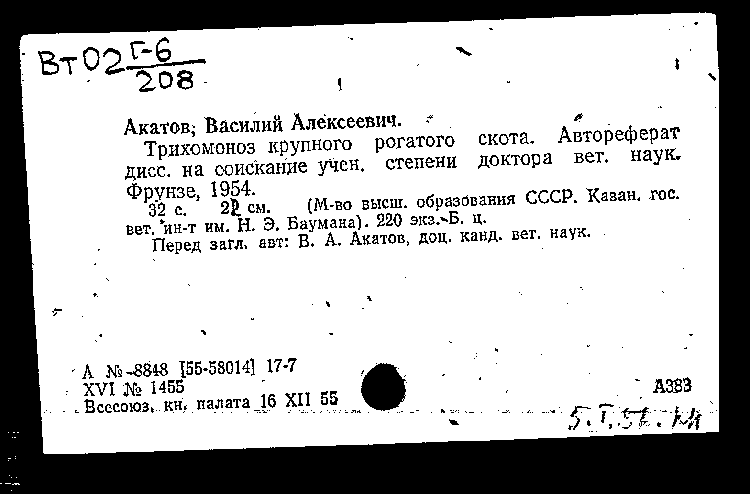 Вт02 Г-6
208
Акатов, Василий Алексеевич.
Трихомоноз крупного рогатого скота. Автореферат
дисс. на соискание учен. степени доктора вет. наук.
Фрунзе, 1954.
32 с. 22 см. (М-во высш. образования СССР. Казан. гос.
вет. ин-т им. Н. Э. Баумана). 220 экз. Б. ц.
Перед загл. авт: В. А. Акатов, доц. канд. вет. наук.
А №-8848 [55-58014] 17-7
XVI № 1455
Всесоюз. кн. палата 16 XII 55
А383